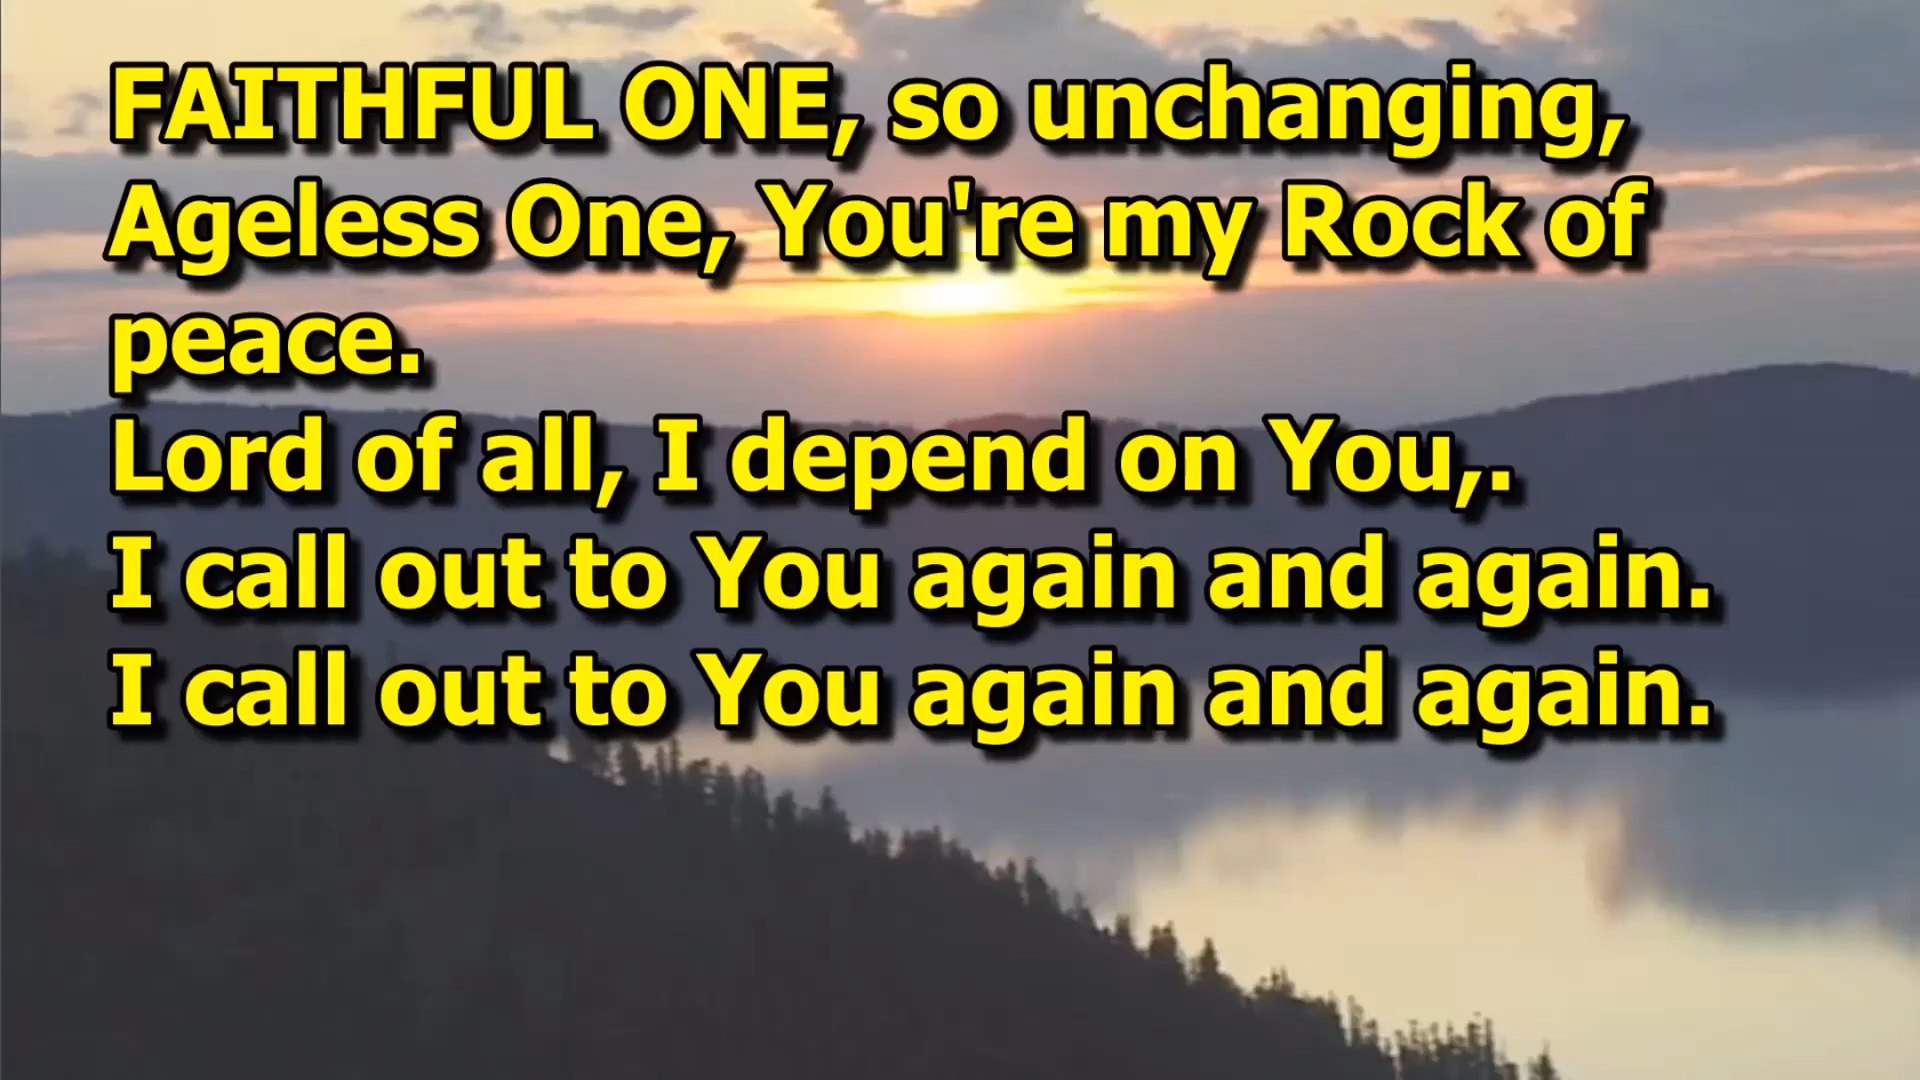 FAITHFUL ONE, so unchanging,
Ageless One, You're my Rock of
peace.
Lord of all, I depend on You,.
I call out to You again and again.
I call out to You again and again.